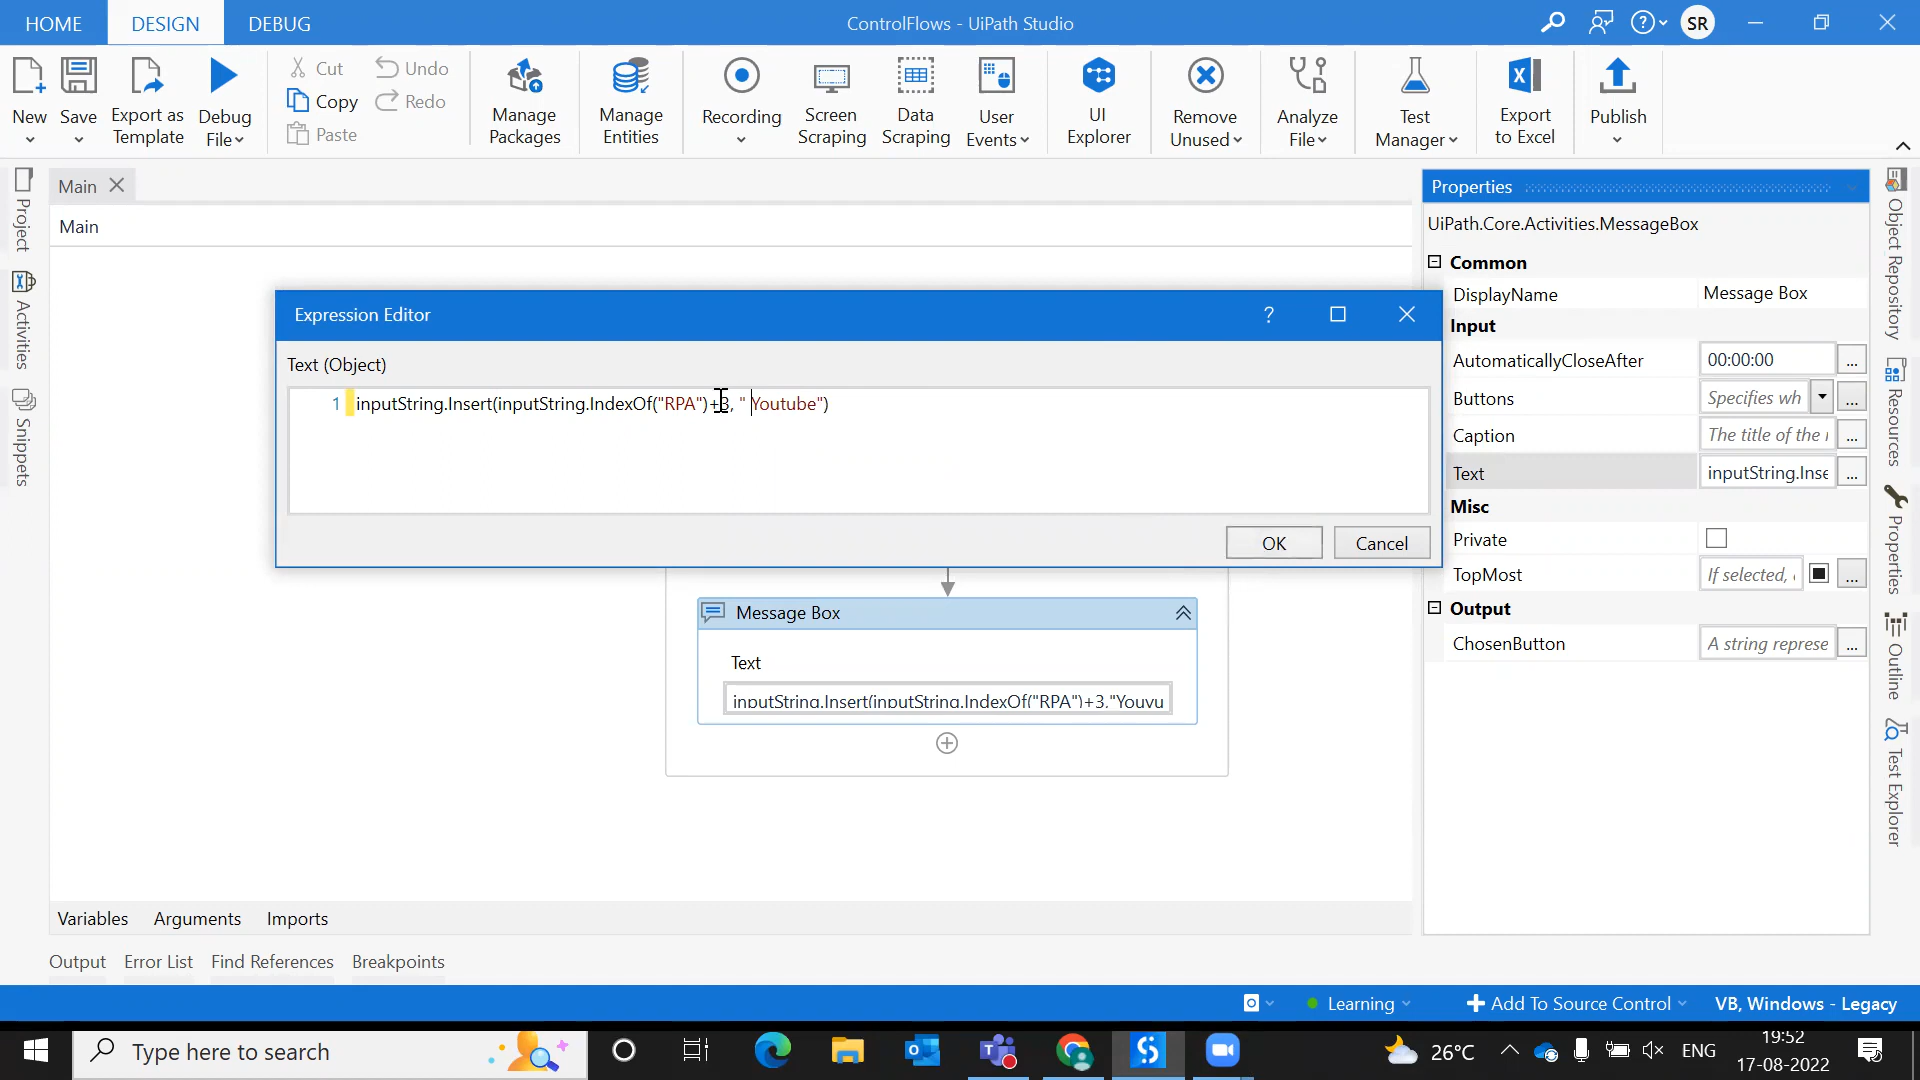 HOME DESIGN DEBUG ControlFlows - UiPath Studio SR
New Save Export as Template Debug File Cut Copy Paste Undo Redo Manage Packages Manage Entities Recording Screen Scraping Data Scraping User Events UI Explorer Remove Unused Analyze File Test Manager Export to Excel Publish
Project
Activities
Snippets
Main
Main
Expression Editor
Text (Object)
1 inputString.Insert(inputString.IndexOf("RPA")+3, " Youtube")
OK Cancel
Message Box
Text
inputString.Insert(inputString.IndexOf("RPA")+3,"Youvu
Properties
UiPath.Core.Activities.MessageBox
Common
DisplayName Message Box
Input
AutomaticallyCloseAfter 00:00:00 ...
Buttons Specifies wh ...
Caption The title of the r ...
Text inputString.Inse ...
Misc
Private
TopMost If selected, ...
Output
ChosenButton A string represe ...
Object Repository
Resources
Properties
Outline
Test Explorer
Variables Arguments Imports
Output Error List Find References Breakpoints
Learning Add To Source Control VB, Windows - Legacy
Type here to search 26°C ENG 19:52
17-08-2022